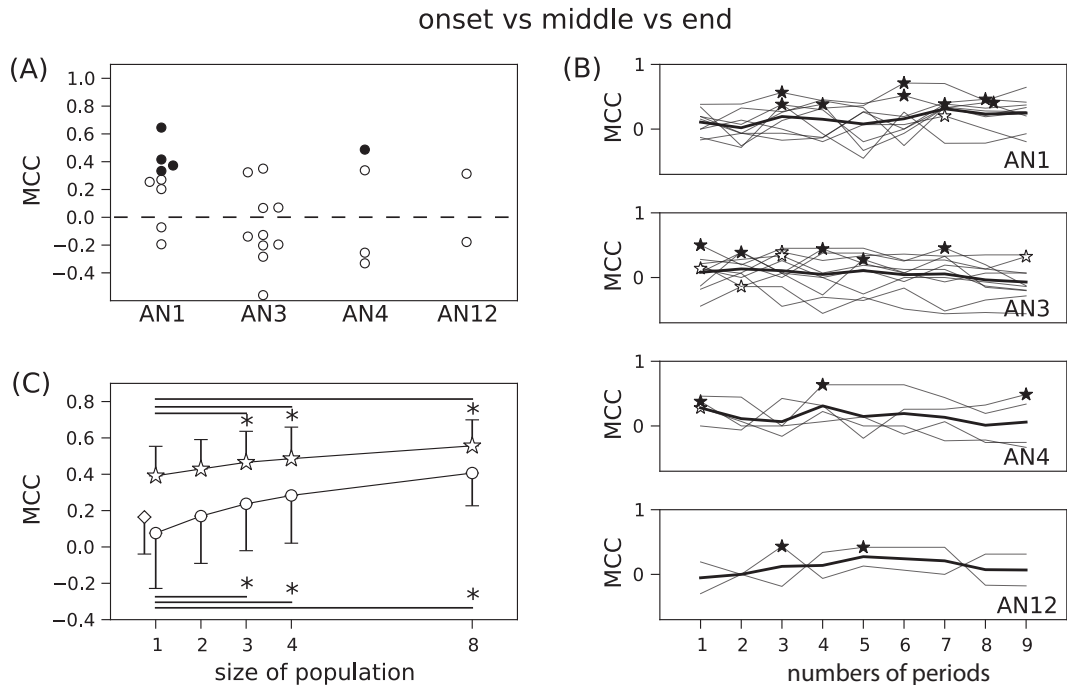 onset vs middle vs end
(A)
MCC
1.0
0.8
0.6
0.4
0.2
0.0
−0.2
−0.4
AN1 AN3 AN4 AN12
(B)
MCC
1
0
AN1
MCC
1
0
AN3
MCC
1
0
AN4
MCC
1
0
AN12
1 2 3 4 5 6 7 8 9
numbers of periods
(C)
MCC
0.8
0.6
0.4
0.2
0.0
−0.2
−0.4
* * *
* * *
1 2 3 4 8
size of population